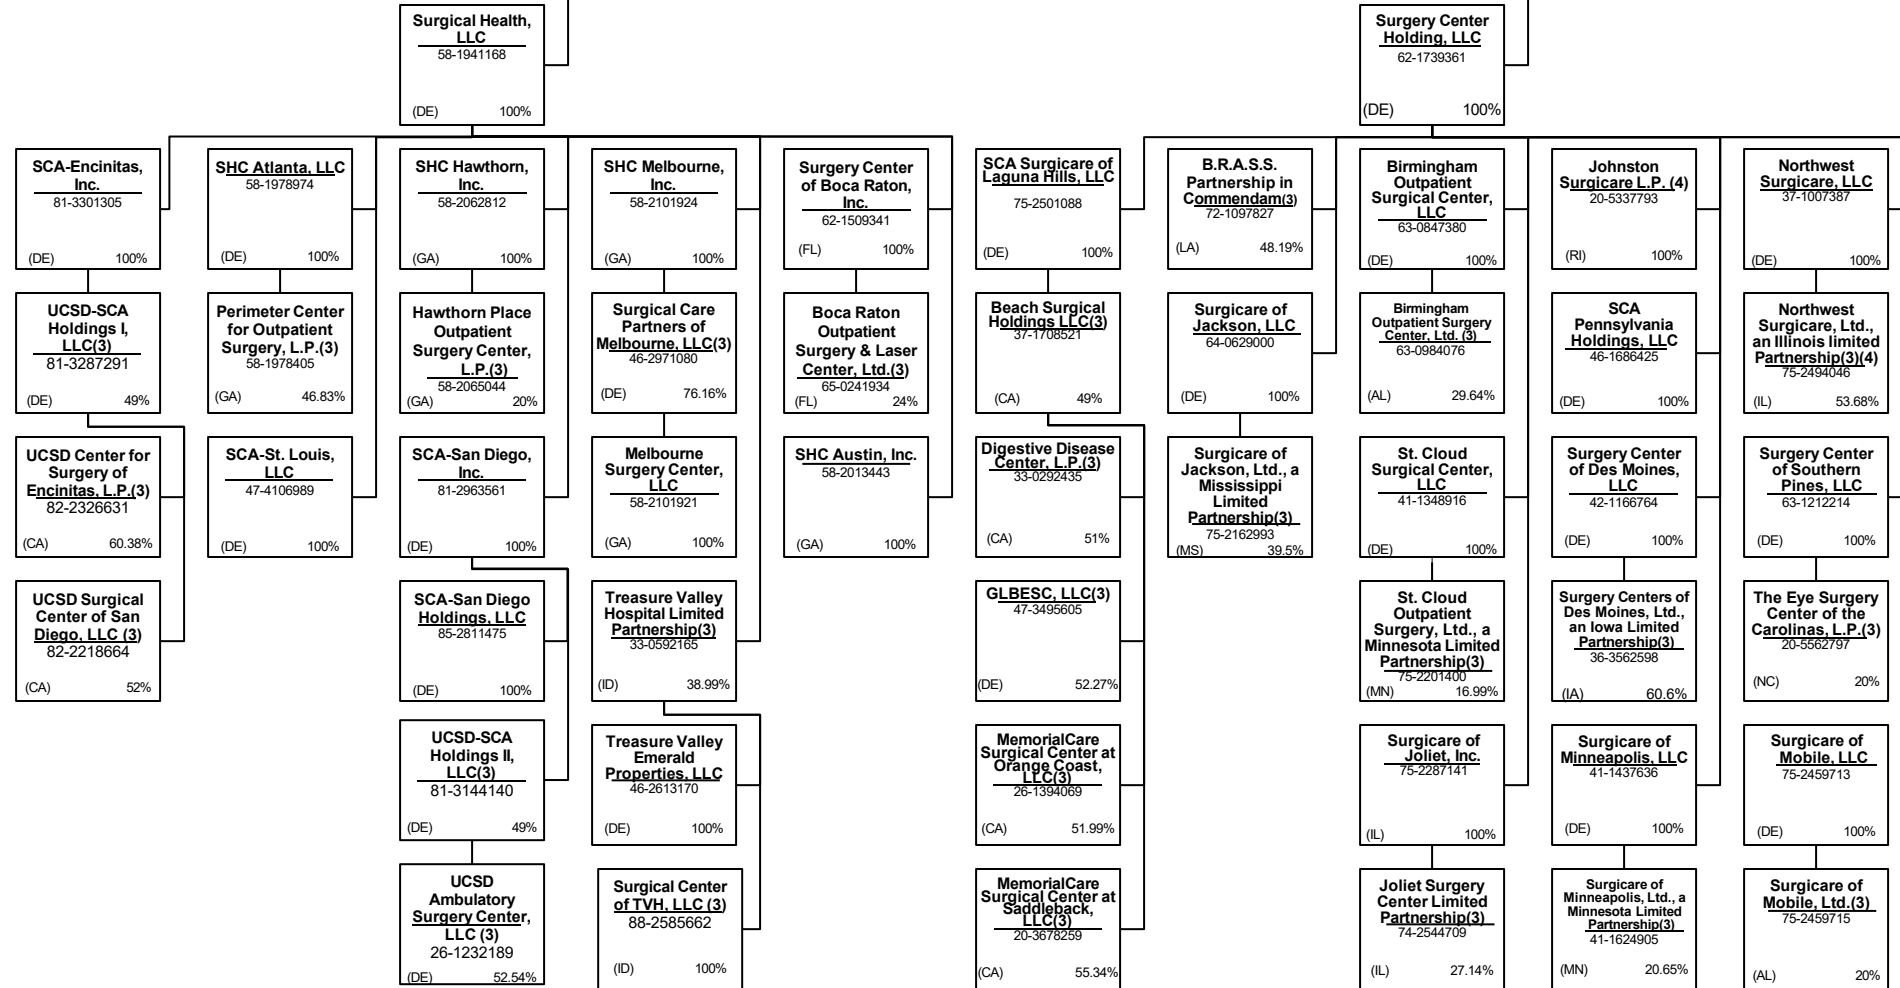 Surgical Health,
LLC
58-1941168
(DE) 100%
Surgery Center
Holding, LLC
62-1739361
(DE) 100%
SCA-Encinitas,
Inc.
81-3301305
(DE) 100%
SHC Atlanta, LLC
58-1978974
(DE) 100%
SHC Hawthorn,
Inc.
58-2062812
(GA) 100%
SHC Melbourne,
Inc.
58-2101924
(GA) 100%
Surgery Center
of Boca Raton,
Inc.
62-1509341
(FL) 100%
SCA Surgicare of
Laguna Hills, LLC
75-2501088
(DE) 100%
B.R.A.S.S.
Partnership in
Commendam(3)
72-1097827
(LA) 48.19%
Birmingham
Outpatient
Surgical Center,
LLC
63-0847380
(DE) 100%
Johnston
Surgicare L.P. (4)
20-5337793
(RI) 100%
Northwest
Surgicare, LLC
37-1007387
(DE) 100%
UCSD-SCA
Holdings I,
LLC(3)
81-3287291
(DE) 49%
Perimeter Center
for Outpatient
Surgery, L.P.(3)
58-1978405
(GA) 46.83%
Hawthorn Place
Outpatient
Surgery Center,
L.P.(3)
58-2065044
(GA) 20%
Surgical Care
Partners of
Melbourne, LLC(3)
46-2971080
(DE) 76.16%
Boca Raton
Outpatient
Surgery & Laser
Center, Ltd.(3)
65-0241934
(FL) 24%
Beach Surgical
Holdings LLC(3)
37-1708521
(CA) 49%
Surgicare of
Jackson, LLC
64-0629000
(DE) 100%
Birmingham
Outpatient Surgery
Center, Ltd. (3)
63-0984076
(AL) 29.64%
SCA
Pennsylvania
Holdings, LLC
46-1686425
(DE) 100%
Northwest
Surgicare, Ltd.,
an Illinois limited
Partnership(3)(4)
75-2494046
(IL) 53.68%
UCSD Center for
Surgery of
Encinitas, L.P.(3)
82-2326631
(CA) 60.38%
SCA-St. Louis,
LLC
47-4106989
(DE) 100%
SCA-San Diego,
Inc.
81-2963561
(DE) 100%
Melbourne
Surgery Center,
LLC
58-2101921
(GA) 100%
SHC Austin, Inc.
58-2013443
(GA) 100%
Digestive Disease
Center, L.P.(3)
33-0292435
(CA) 51%
Surgicare of
Jackson, Ltd., a
Mississippi
Limited
Partnership(3)
75-2162993
(MS) 39.5%
St. Cloud
Surgical Center,
LLC
41-1348916
(DE) 100%
Surgery Center
of Des Moines,
LLC
42-1166764
(DE) 100%
Surgery Center
of Southern
Pines, LLC
63-1212214
(DE) 100%
UCSD Surgical
Center of San
Diego, LLC (3)
82-2218664
(CA) 52%
SCA-San Diego
Holdings, LLC
85-2811475
(DE) 100%
Treasure Valley
Hospital Limited
Partnership(3)
33-0592165
(ID) 38.99%
GLBESC, LLC(3)
47-3495605
(DE) 52.27%
St. Cloud
Outpatient
Surgery, Ltd., a
Minnesota Limited
Partnership(3)
75-2201400
(MN) 16.99%
Surgery Centers of
Des Moines, Ltd.,
an Iowa Limited
Partnership(3)
36-3562598
(IA) 60.6%
The Eye Surgery
Center of the
Carolinas, L.P.(3)
20-5562797
(NC) 20%
UCSD-SCA
Holdings II,
LLC(3)
81-3144140
(DE) 49%
Treasure Valley
Emerald
Properties, LLC
46-2613170
(DE) 100%
MemorialCare
Surgical Center at
Orange Coast,
LLC(3)
26-1394069
(CA) 51.99%
Surgicare of
Joliet, Inc.
75-2287141
(IL) 100%
Surgicare of
Minneapolis, LLC
41-1437636
(DE) 100%
Surgicare of
Mobile, LLC
75-2459713
(DE) 100%
UCSD
Ambulatory
Surgery Center,
LLC (3)
26-1232189
(DE) 52.54%
Surgical Center
of TVH, LLC (3)
88-2585662
(ID) 100%
MemorialCare
Surgical Center at
Saddleback,
LLC(3)
20-3678259
(CA) 55.34%
Joliet Surgery
Center Limited
Partnership(3)
74-2544709
(IL) 27.14%
Surgicare of
Minneapolis, Ltd., a
Minnesota Limited
Partnership(3)
41-1624905
(MN) 20.65%
Surgicare of
Mobile, Ltd.(3)
75-2459715
(AL) 20%